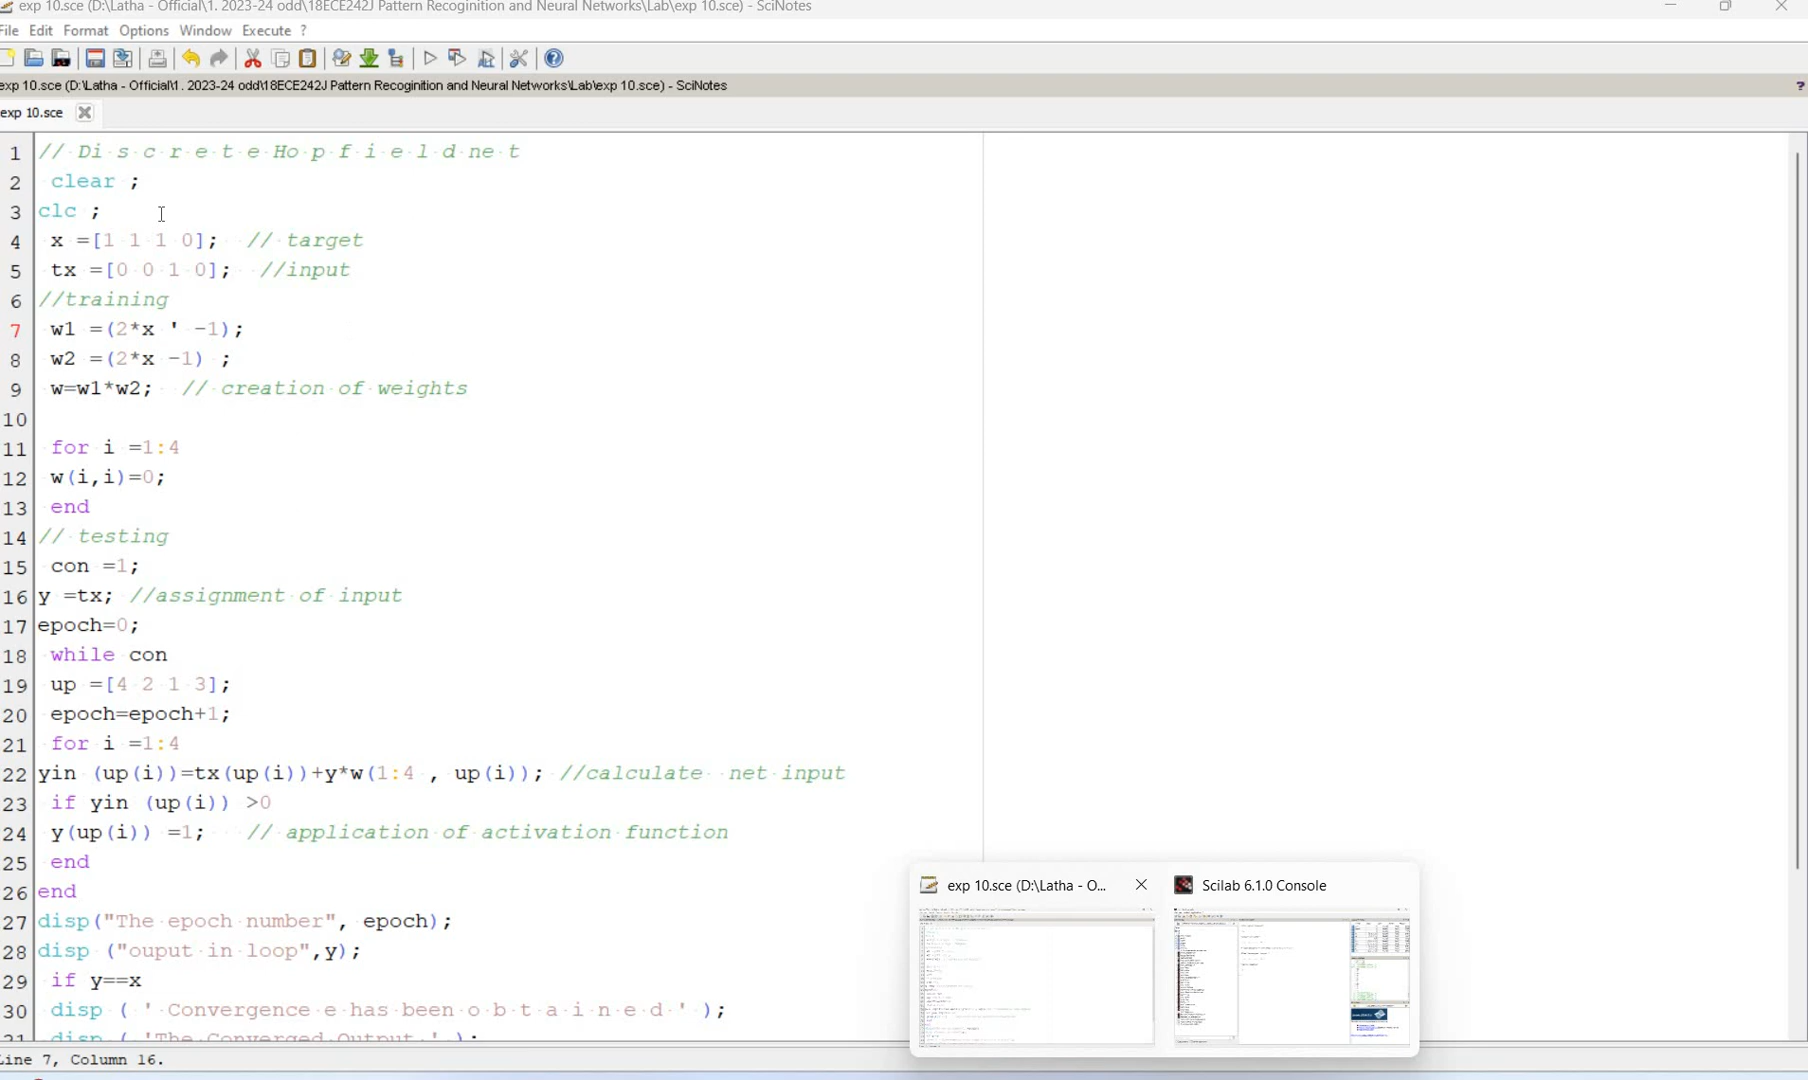 exp 10.sce (D:\Latha - Official\1. 2023-24 odd\18ECE242J Pattern Recoginition and Neural Networks\Lab\exp 10.sce) - SciNotes
File Edit Format Options Window Execute ?
exp 10.sce (D:\Latha - Official\1. 2023-24 odd\18ECE242J Pattern Recoginition and Neural Networks\Lab\exp 10.sce) - SciNotes ?
exp 10.sce
1 // Di s c r e t e Ho p f i e l d ne t
2 clear ;
3 clc ;
4 x =[1 1 1 0]; // target
5 tx =[0 0 1 0]; //input
6 //training
7 w1 =(2*x ' -1);
8 w2 =(2*x -1) ;
9 w=w1*w2; // creation of weights
10
11 for i =1:4
12 w(i,i)=0;
13 end
14 // testing
15 con =1;
16 y =tx; //assignment of input
17 epoch=0;
18 while con
19 up =[4 2 1 3];
20 epoch=epoch+1;
21 for i =1:4
22 yin (up(i))=tx(up(i))+y*w(1:4 , up(i)); //calculate net input
23 if yin (up(i)) >0
24 y(up(i)) =1; // application of activation function
25 end
26 end
27 disp("The epoch number", epoch);
28 disp ("ouput in loop",y);
29 if y==x
30 disp ( ' Convergence e has been o b t a i n e d ' );
31 disp ( 'The Converged Output ' );
exp 10.sce (D:\Latha - O...
Scilab 6.1.0 Console
Line 7, Column 16.